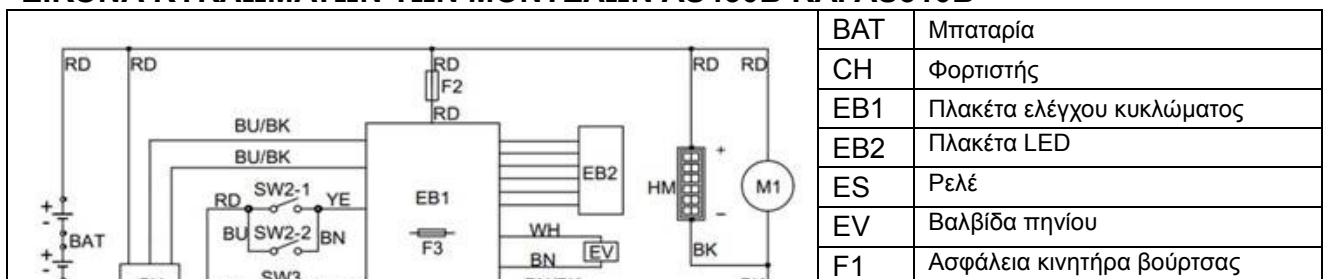 RD
RD
RD
F2
RD
RD RD
BU/BK
BU/BK
SW2-1
RD
YE
BU
SW2-2
BN
SW3
EB1
F3
EB2
WH
EV
BN
HM
+
−
M1
BK
+
-
BAT
+
-
BAT Μπαταρία
CH Φορτιστής
EB1 Πλακέτα ελέγχου κυκλώματος
EB2 Πλακέτα LED
ES Ρελέ
EV Βαλβίδα πηνίου
F1 Ασφάλεια κινητήρα βούρτσας